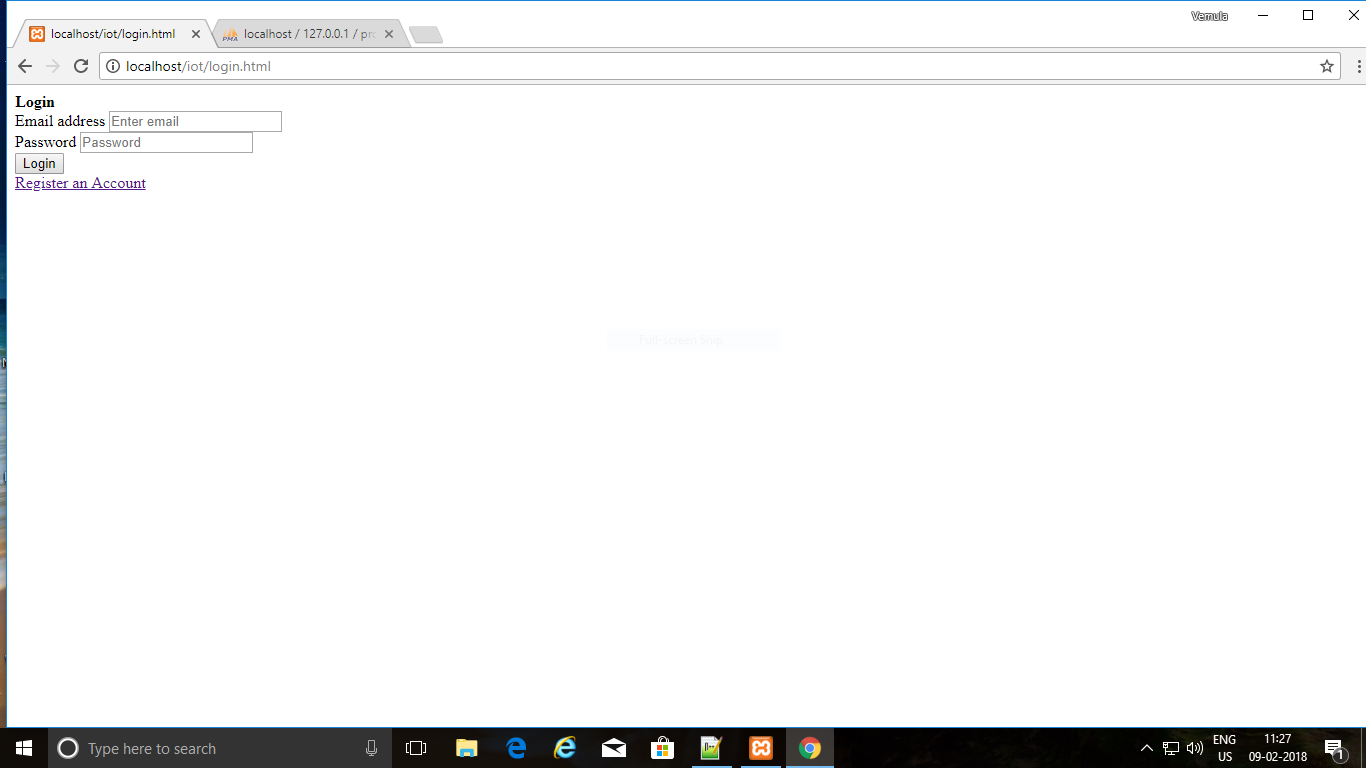 Vemula
localhost/iot/login.html
PMA localhost / 127.0.0.1 / pro
localhost/iot/login.html
Login
Email address Enter email
Password Password
Login
Register an Account
Full-screen Snip
Type here to search
ENG
US
11:27
09-02-2018
1